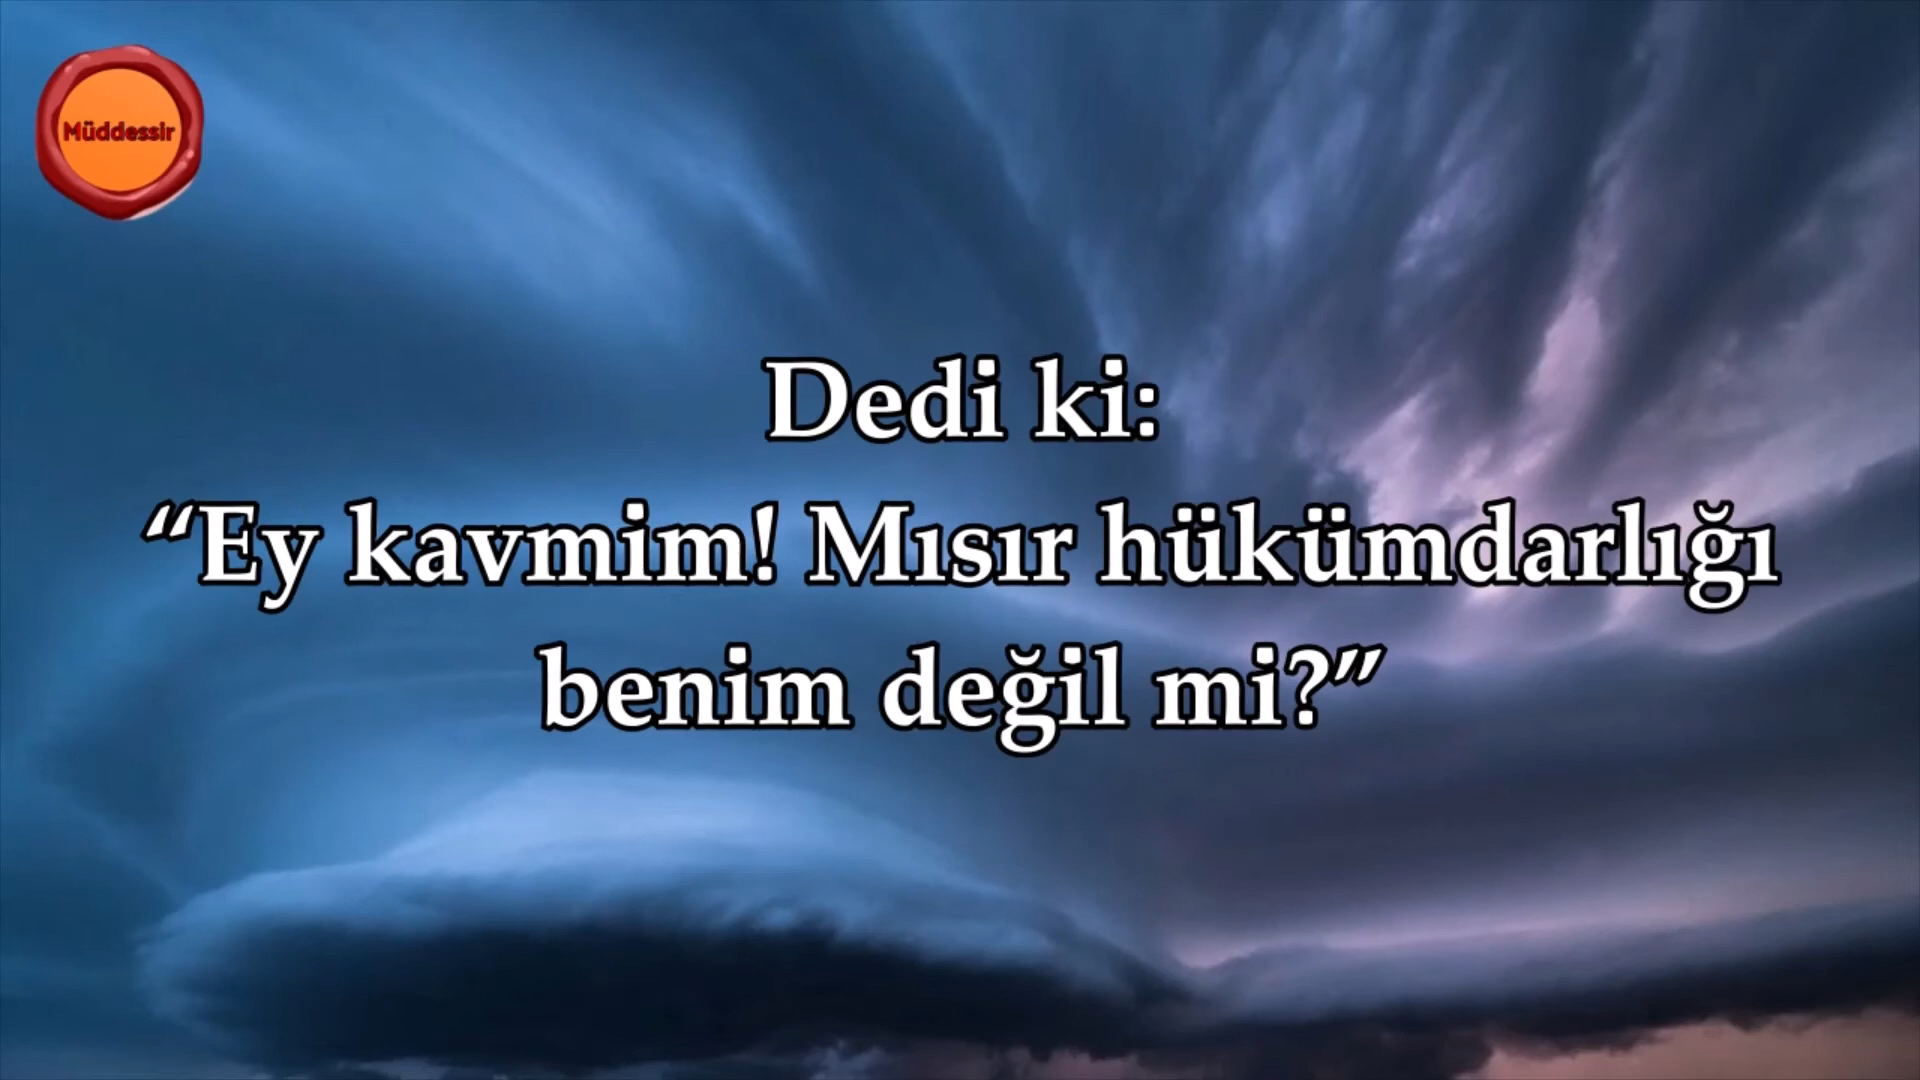 Müddessir
Dedi ki:
“Ey kavmim! Mısır hükümdarlığı
benim değil mi?”